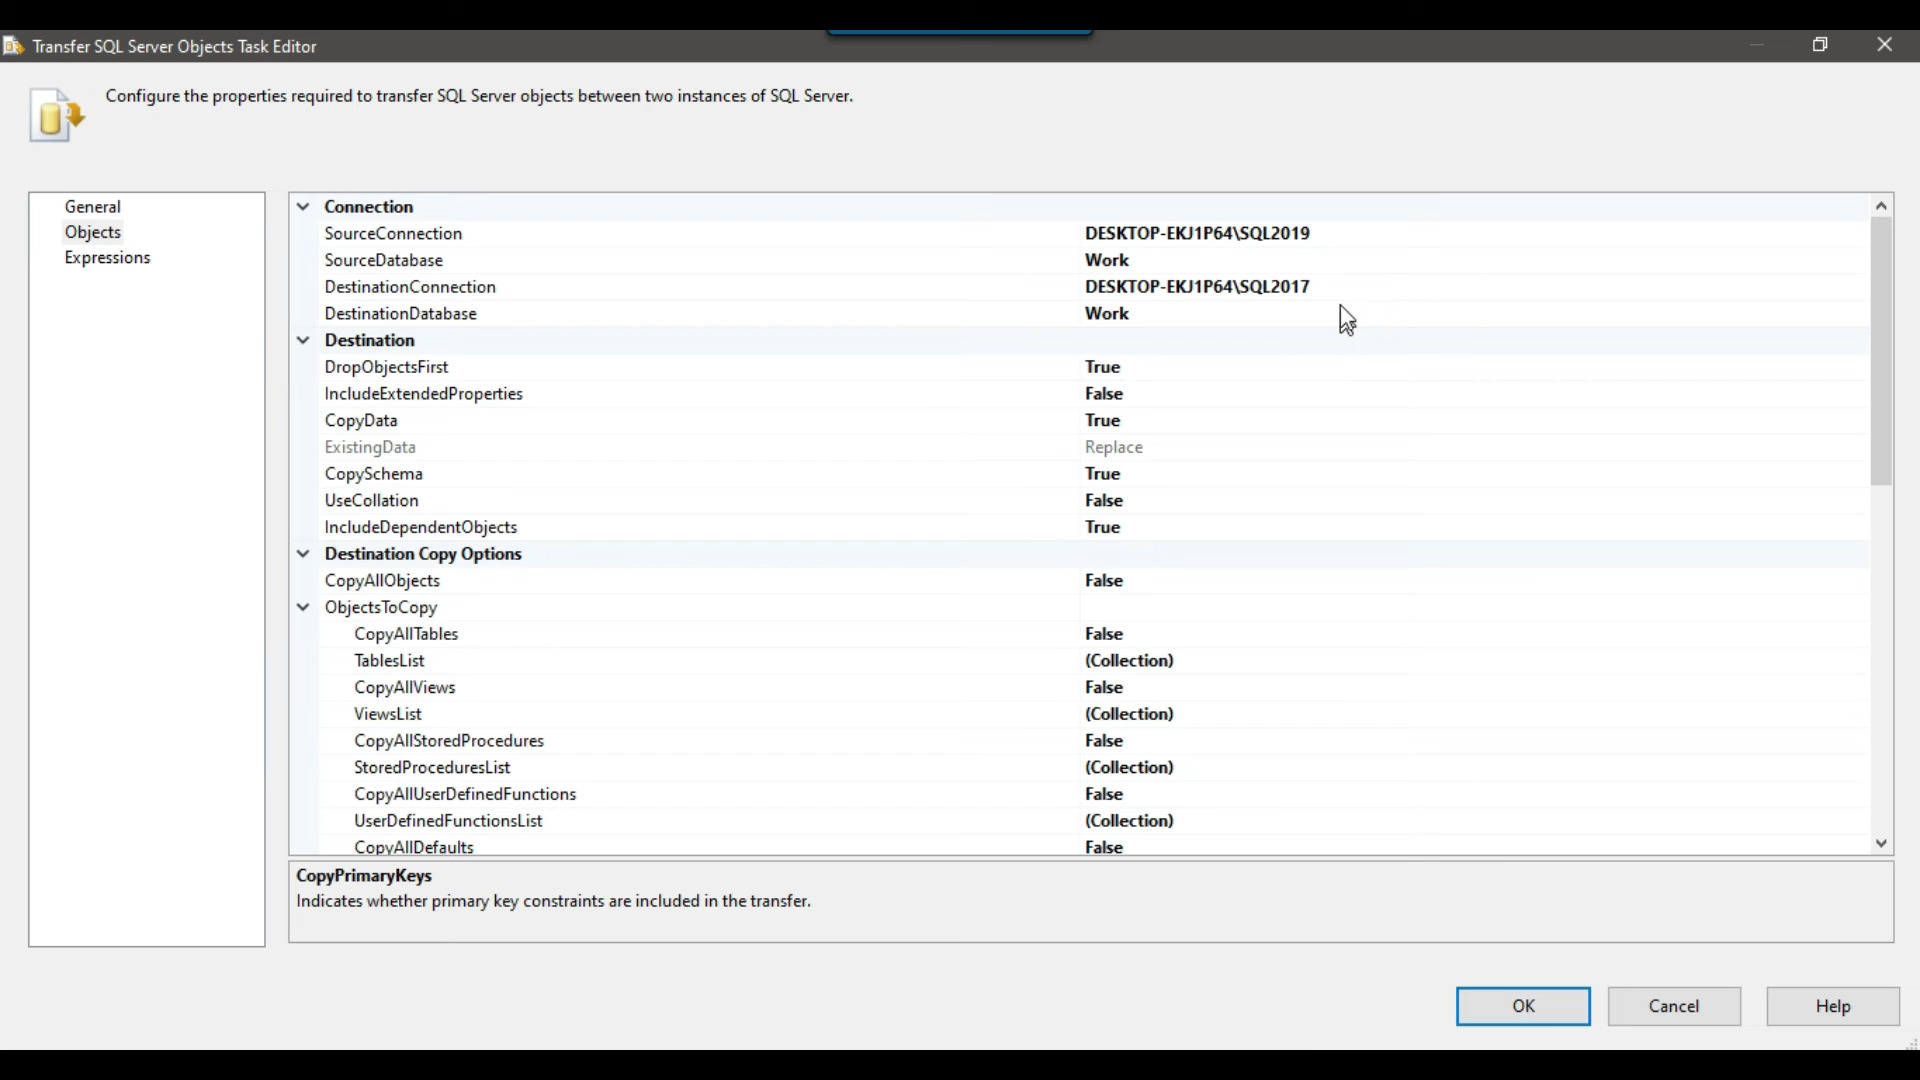 Transfer SQL Server Objects Task Editor
Configure the properties required to transfer SQL Server objects between two instances of SQL Server.
General
Objects
Expressions
Connection
SourceConnection DESKTOP-EKJ1P64\SQL2019
SourceDatabase Work
DestinationConnection DESKTOP-EKJ1P64\SQL2017
DestinationDatabase Work
Destination
DropObjectsFirst True
IncludeExtendedProperties False
CopyData True
ExistingData Replace
CopySchema True
UseCollation False
IncludeDependentObjects True
Destination Copy Options
CopyAllObjects False
ObjectsToCopy
CopyAllTables False
TablesList (Collection)
CopyAllViews False
ViewsList (Collection)
CopyAllStoredProcedures False
StoredProceduresList (Collection)
CopyAllUserDefinedFunctions False
UserDefinedFunctionsList (Collection)
CopyAllDefaults False
CopyPrimaryKeys
Indicates whether primary key constraints are included in the transfer.
OK Cancel Help